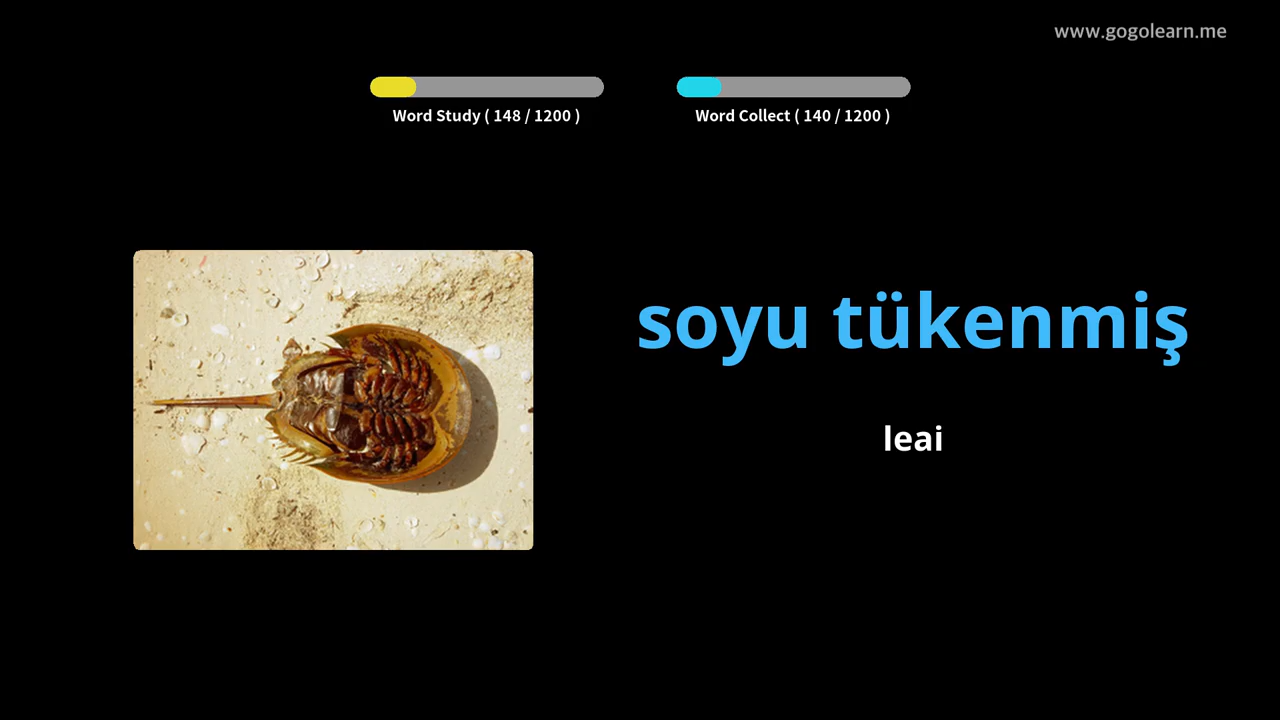 www.gogolearn.me
Word Study ( 148 / 1200 )
Word Collect ( 140 / 1200 )
soyu tükenmiş
leai